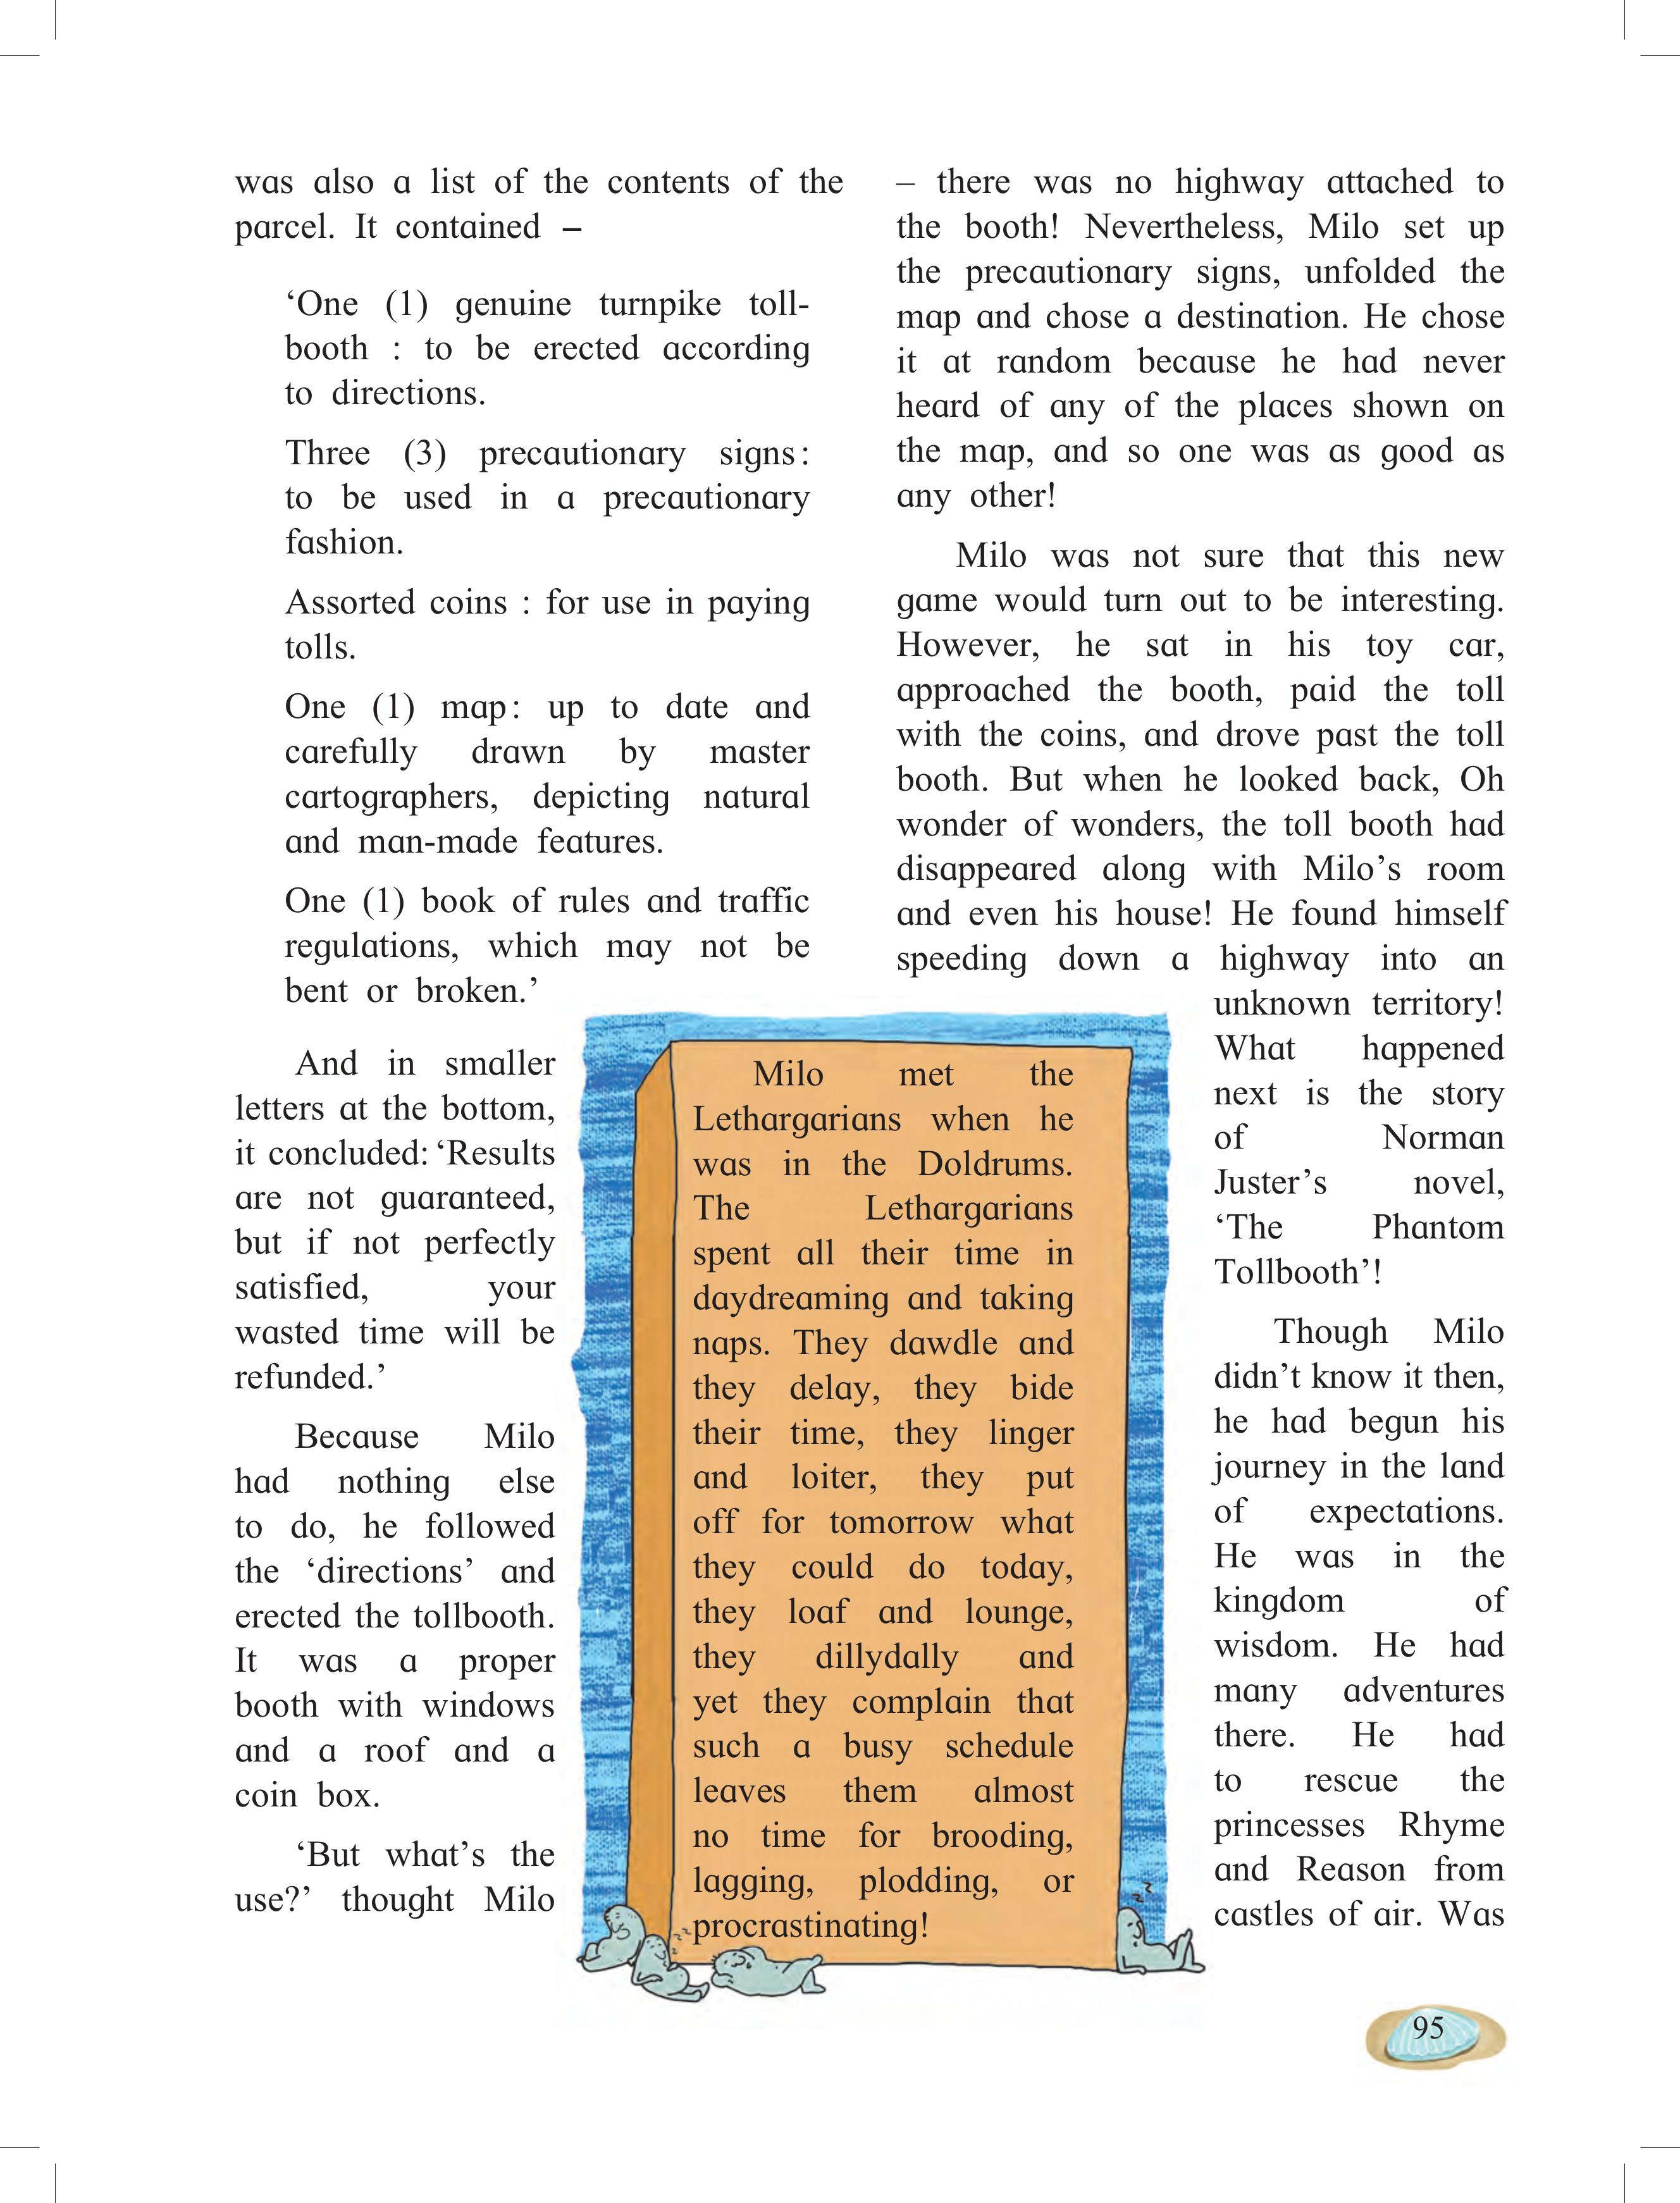 was also a list of the contents of the
parcel. It contained –
‘One (1) genuine turnpike toll-
booth : to be erected according
to directions.
Three (3) precautionary signs:
to be used in a precautionary
fashion.
Assorted coins : for use in paying
tolls.
One (1) map: up to date and
carefully drawn by master
cartographers, depicting natural
and man-made features.
One (1) book of rules and traffic
regulations, which may not be
bent or broken.’
And in smaller
letters at the bottom,
it concluded: ‘Results
are not guaranteed,
but if not perfectly
satisfied, your
wasted time will be
refunded.’
Because Milo
had nothing else
to do, he followed
the ‘directions’ and
erected the tollbooth.
It was a proper
booth with windows
and a roof and a
coin box.
‘But what’s the
use?’ thought Milo
– there was no highway attached to
the booth! Nevertheless, Milo set up
the precautionary signs, unfolded the
map and chose a destination. He chose
it at random because he had never
heard of any of the places shown on
the map, and so one was as good as
any other!
Milo was not sure that this new
game would turn out to be interesting.
However, he sat in his toy car,
approached the booth, paid the toll
with the coins, and drove past the toll
booth. But when he looked back, Oh
wonder of wonders, the toll booth had
disappeared along with Milo’s room
and even his house! He found himself
speeding down a highway into an
unknown territory!
What happened
next is the story
of Norman
Juster’s novel,
‘The Phantom
Tollbooth’!
Though Milo
didn’t know it then,
he had begun his
journey in the land
of expectations.
He was in the
kingdom of
wisdom. He had
many adventures
there. He had
to rescue the
princesses Rhyme
and Reason from
castles of air. Was
Milo met the
Lethargarians when he
was in the Doldrums.
The Lethargarians
spent all their time in
daydreaming and taking
naps. They dawdle and
they delay, they bide
their time, they linger
and loiter, they put
off for tomorrow what
they could do today,
they loaf and lounge,
they dillydally and
yet they complain that
such a busy schedule
leaves them almost
no time for brooding,
lagging, plodding, or
procrastinating!
zzz
zz
95